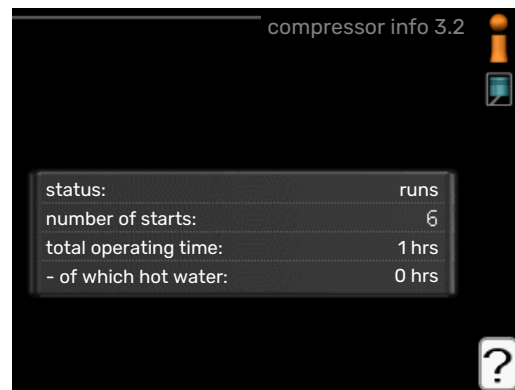 compressor info 3.2
status: runs
number of starts: 6
total operating time: 1 hrs
- of which hot water: 0 hrs
?